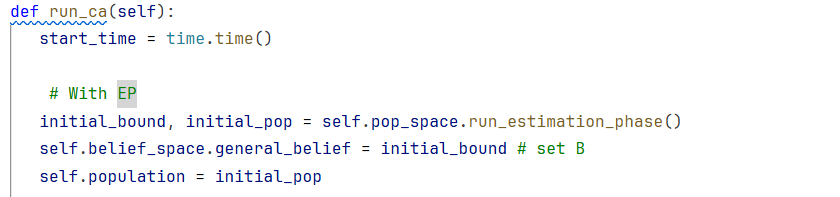 def run_ca(self):
start_time = time.time()
# With EP
initial_bound, initial_pop = self.pop_space.run_estimation_phase()
self.belief_space.general_belief = initial_bound # set B
self.population = initial_pop